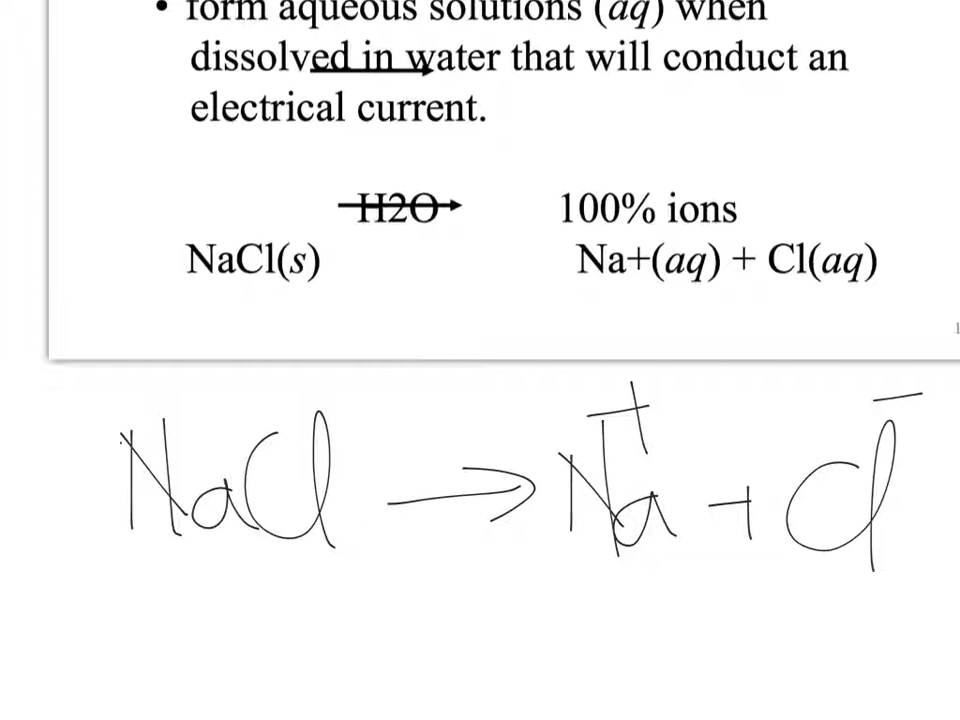 • form aqueous solutions (aq) when
dissolved in water that will conduct an
electrical current.
H2O 100% ions
NaCl(s) Na+(aq) + Cl(aq)
1
NaCl → Na⁺ + Cl⁻